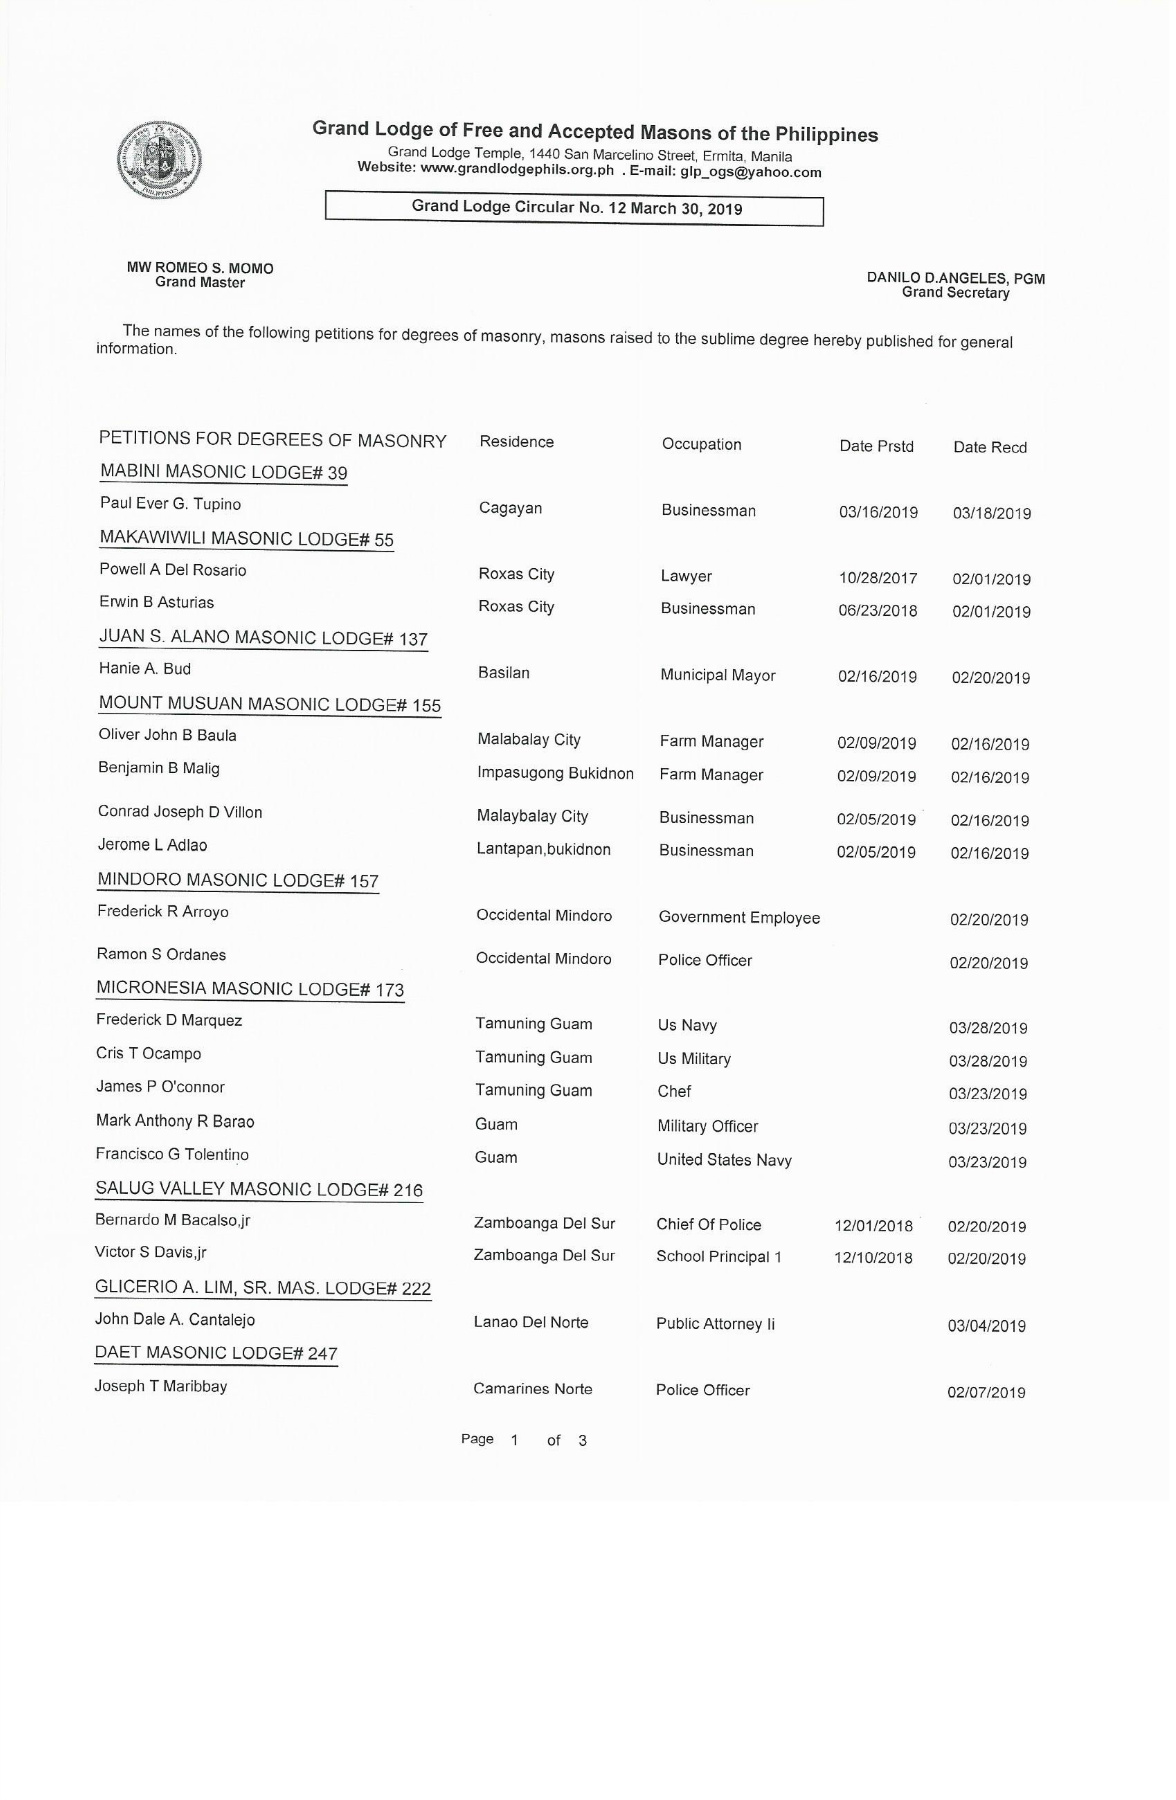 Grand Lodge of Free and Accepted Masons of the Philippines
Grand Lodge Temple, 1440 San Marcelino Street, Ermita, Manila
Website: www.grandlodgephils.org.ph . E-mail: glp_ogs@yahoo.com
Grand Lodge Circular No. 12 March 30, 2019
MW ROMEO S. MOMO
Grand Master
DANILO D.ANGELES, PGM
Grand Secretary
The names of the following petitions for degrees of masonry, masons raised to the sublime degree hereby published for general
information.
PETITIONS FOR DEGREES OF MASONRY Residence Occupation Date Prstd Date Recd
MABINI MASONIC LODGE# 39
Paul Ever G. Tupino Cagayan Businessman 03/16/2019 03/18/2019
MAKAWIWILI MASONIC LODGE# 55
Powell A Del Rosario Roxas City Lawyer 10/28/2017 02/01/2019
Erwin B Asturias Roxas City Businessman 06/23/2018 02/01/2019
JUAN S. ALANO MASONIC LODGE# 137
Hanie A. Bud Basilan Municipal Mayor 02/16/2019 02/20/2019
MOUNT MUSUAN MASONIC LODGE# 155
Oliver John B Baula Malabalay City Farm Manager 02/09/2019 02/16/2019
Benjamin B Malig Impasugong Bukidnon Farm Manager 02/09/2019 02/16/2019
Conrad Joseph D Villon Malaybalay City Businessman 02/05/2019 02/16/2019
Jerome L Adlao Lantapan,bukidnon Businessman 02/05/2019 02/16/2019
MINDORO MASONIC LODGE# 157
Frederick R Arroyo Occidental Mindoro Government Employee 02/20/2019
Ramon S Ordanes Occidental Mindoro Police Officer 02/20/2019
MICRONESIA MASONIC LODGE# 173
Frederick D Marquez Tamuning Guam Us Navy 03/28/2019
Cris T Ocampo Tamuning Guam Us Military 03/28/2019
James P O'connor Tamuning Guam Chef 03/23/2019
Mark Anthony R Barao Guam Military Officer 03/23/2019
Francisco G Tolentino Guam United States Navy 03/23/2019
SALUG VALLEY MASONIC LODGE# 216
Bernardo M Bacalso,jr Zamboanga Del Sur Chief Of Police 12/01/2018 02/20/2019
Victor S Davis,jr Zamboanga Del Sur School Principal 1 12/10/2018 02/20/2019
GLICERIO A. LIM, SR. MAS. LODGE# 222
John Dale A. Cantalejo Lanao Del Norte Public Attorney Ii 03/04/2019
DAET MASONIC LODGE# 247
Joseph T Maribbay Camarines Norte Police Officer 02/07/2019
Page 1 of 3